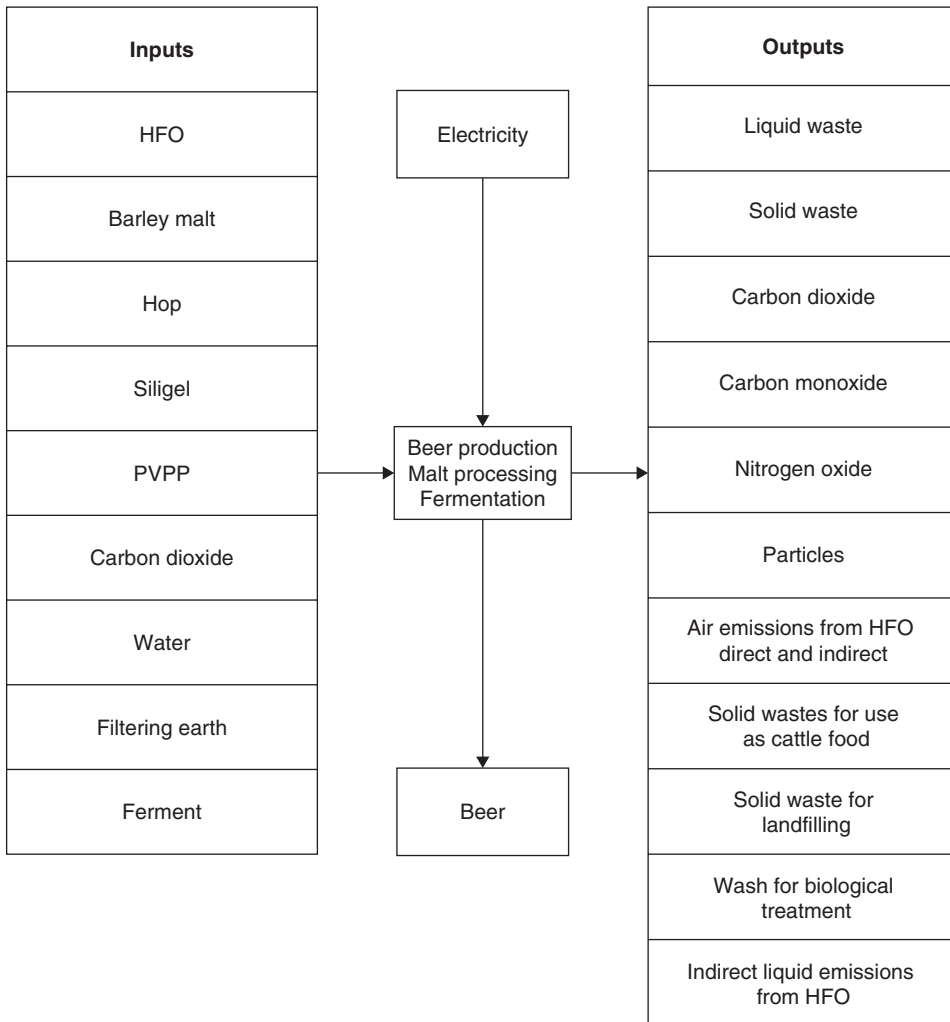 Inputs
HFO
Barley malt
Hop
Siligel
PVPP
Carbon dioxide
Water
Filtering earth
Ferment
Electricity
Beer production
Malt processing
Fermentation
Beer
Outputs
Liquid waste
Solid waste
Carbon dioxide
Carbon monoxide
Nitrogen oxide
Particles
Air emissions from HFO
direct and indirect
Solid wastes for use
as cattle food
Solid waste for
landfilling
Wash for biological
treatment
Indirect liquid emissions
from HFO